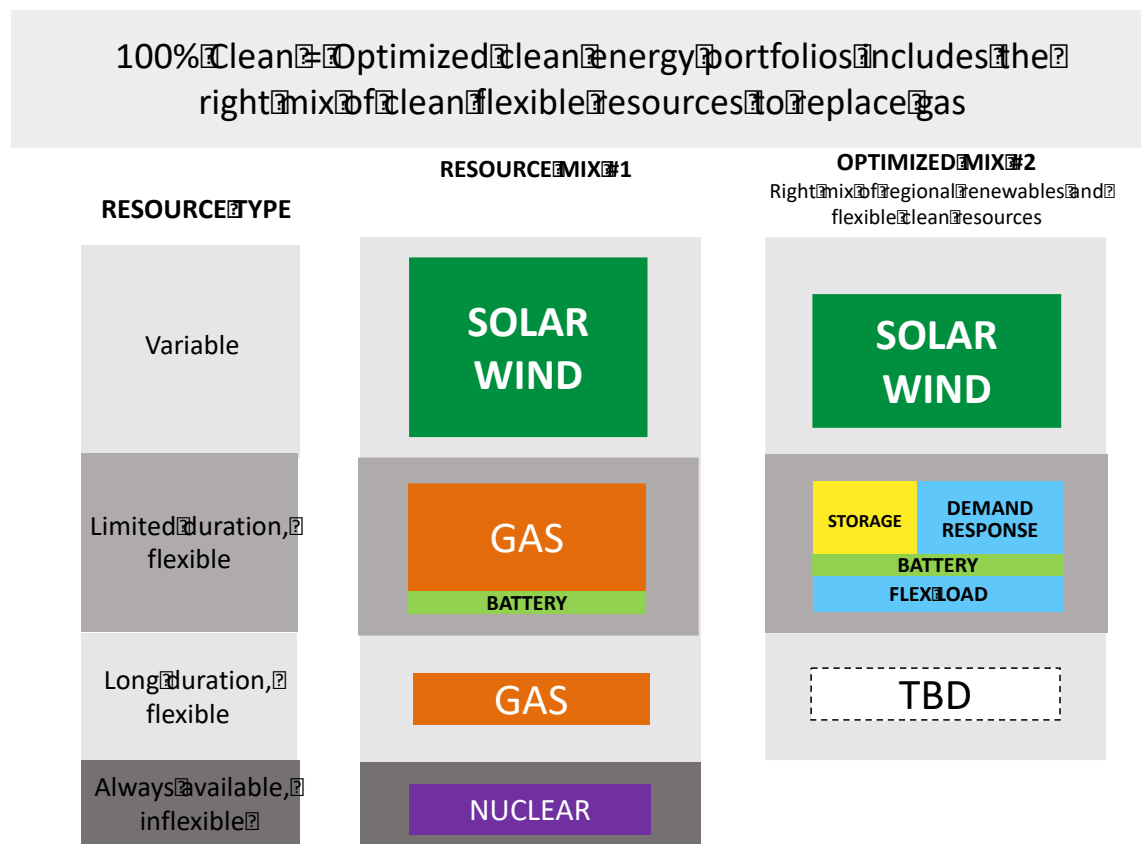 100% Clean = Optimized clean energy portfolios includes the
right mix of clean flexible resources to replace gas
RESOURCE TYPE
RESOURCE MIX #1
OPTIMIZED MIX #2
Right mix of regional renewables and
flexible clean resources
Variable
SOLAR
WIND
SOLAR
WIND
Limited duration,
flexible
GAS
BATTERY
STORAGE
DEMAND
RESPONSE
BATTERY
FLEX LOAD
Long duration,
flexible
GAS
TBD
Always available,
inflexible
NUCLEAR